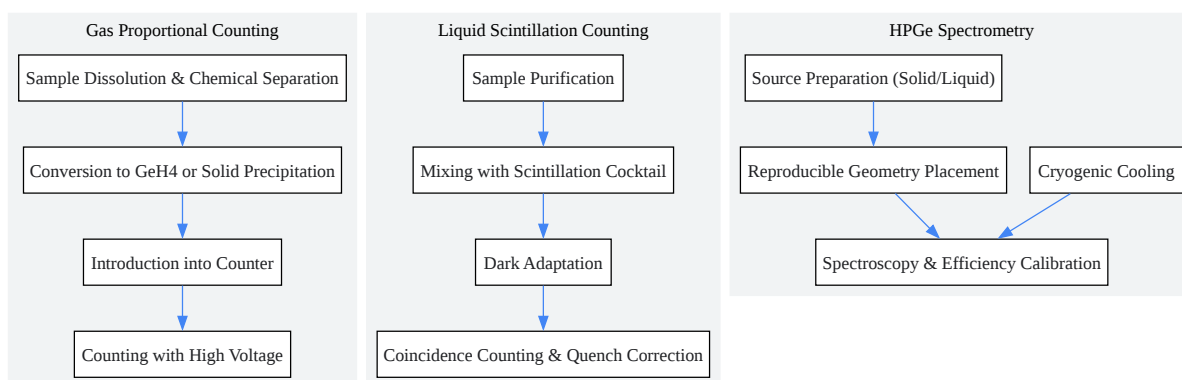 Gas Proportional Counting
Sample Dissolution & Chemical Separation
Conversion to GeH4 or Solid Precipitation
Introduction into Counter
Counting with High Voltage
Liquid Scintillation Counting
Sample Purification
Mixing with Scintillation Cocktail
Dark Adaptation
Coincidence Counting & Quench Correction
HPGe Spectrometry
Source Preparation (Solid/Liquid)
Reproducible Geometry Placement
Cryogenic Cooling
Spectroscopy & Efficiency Calibration